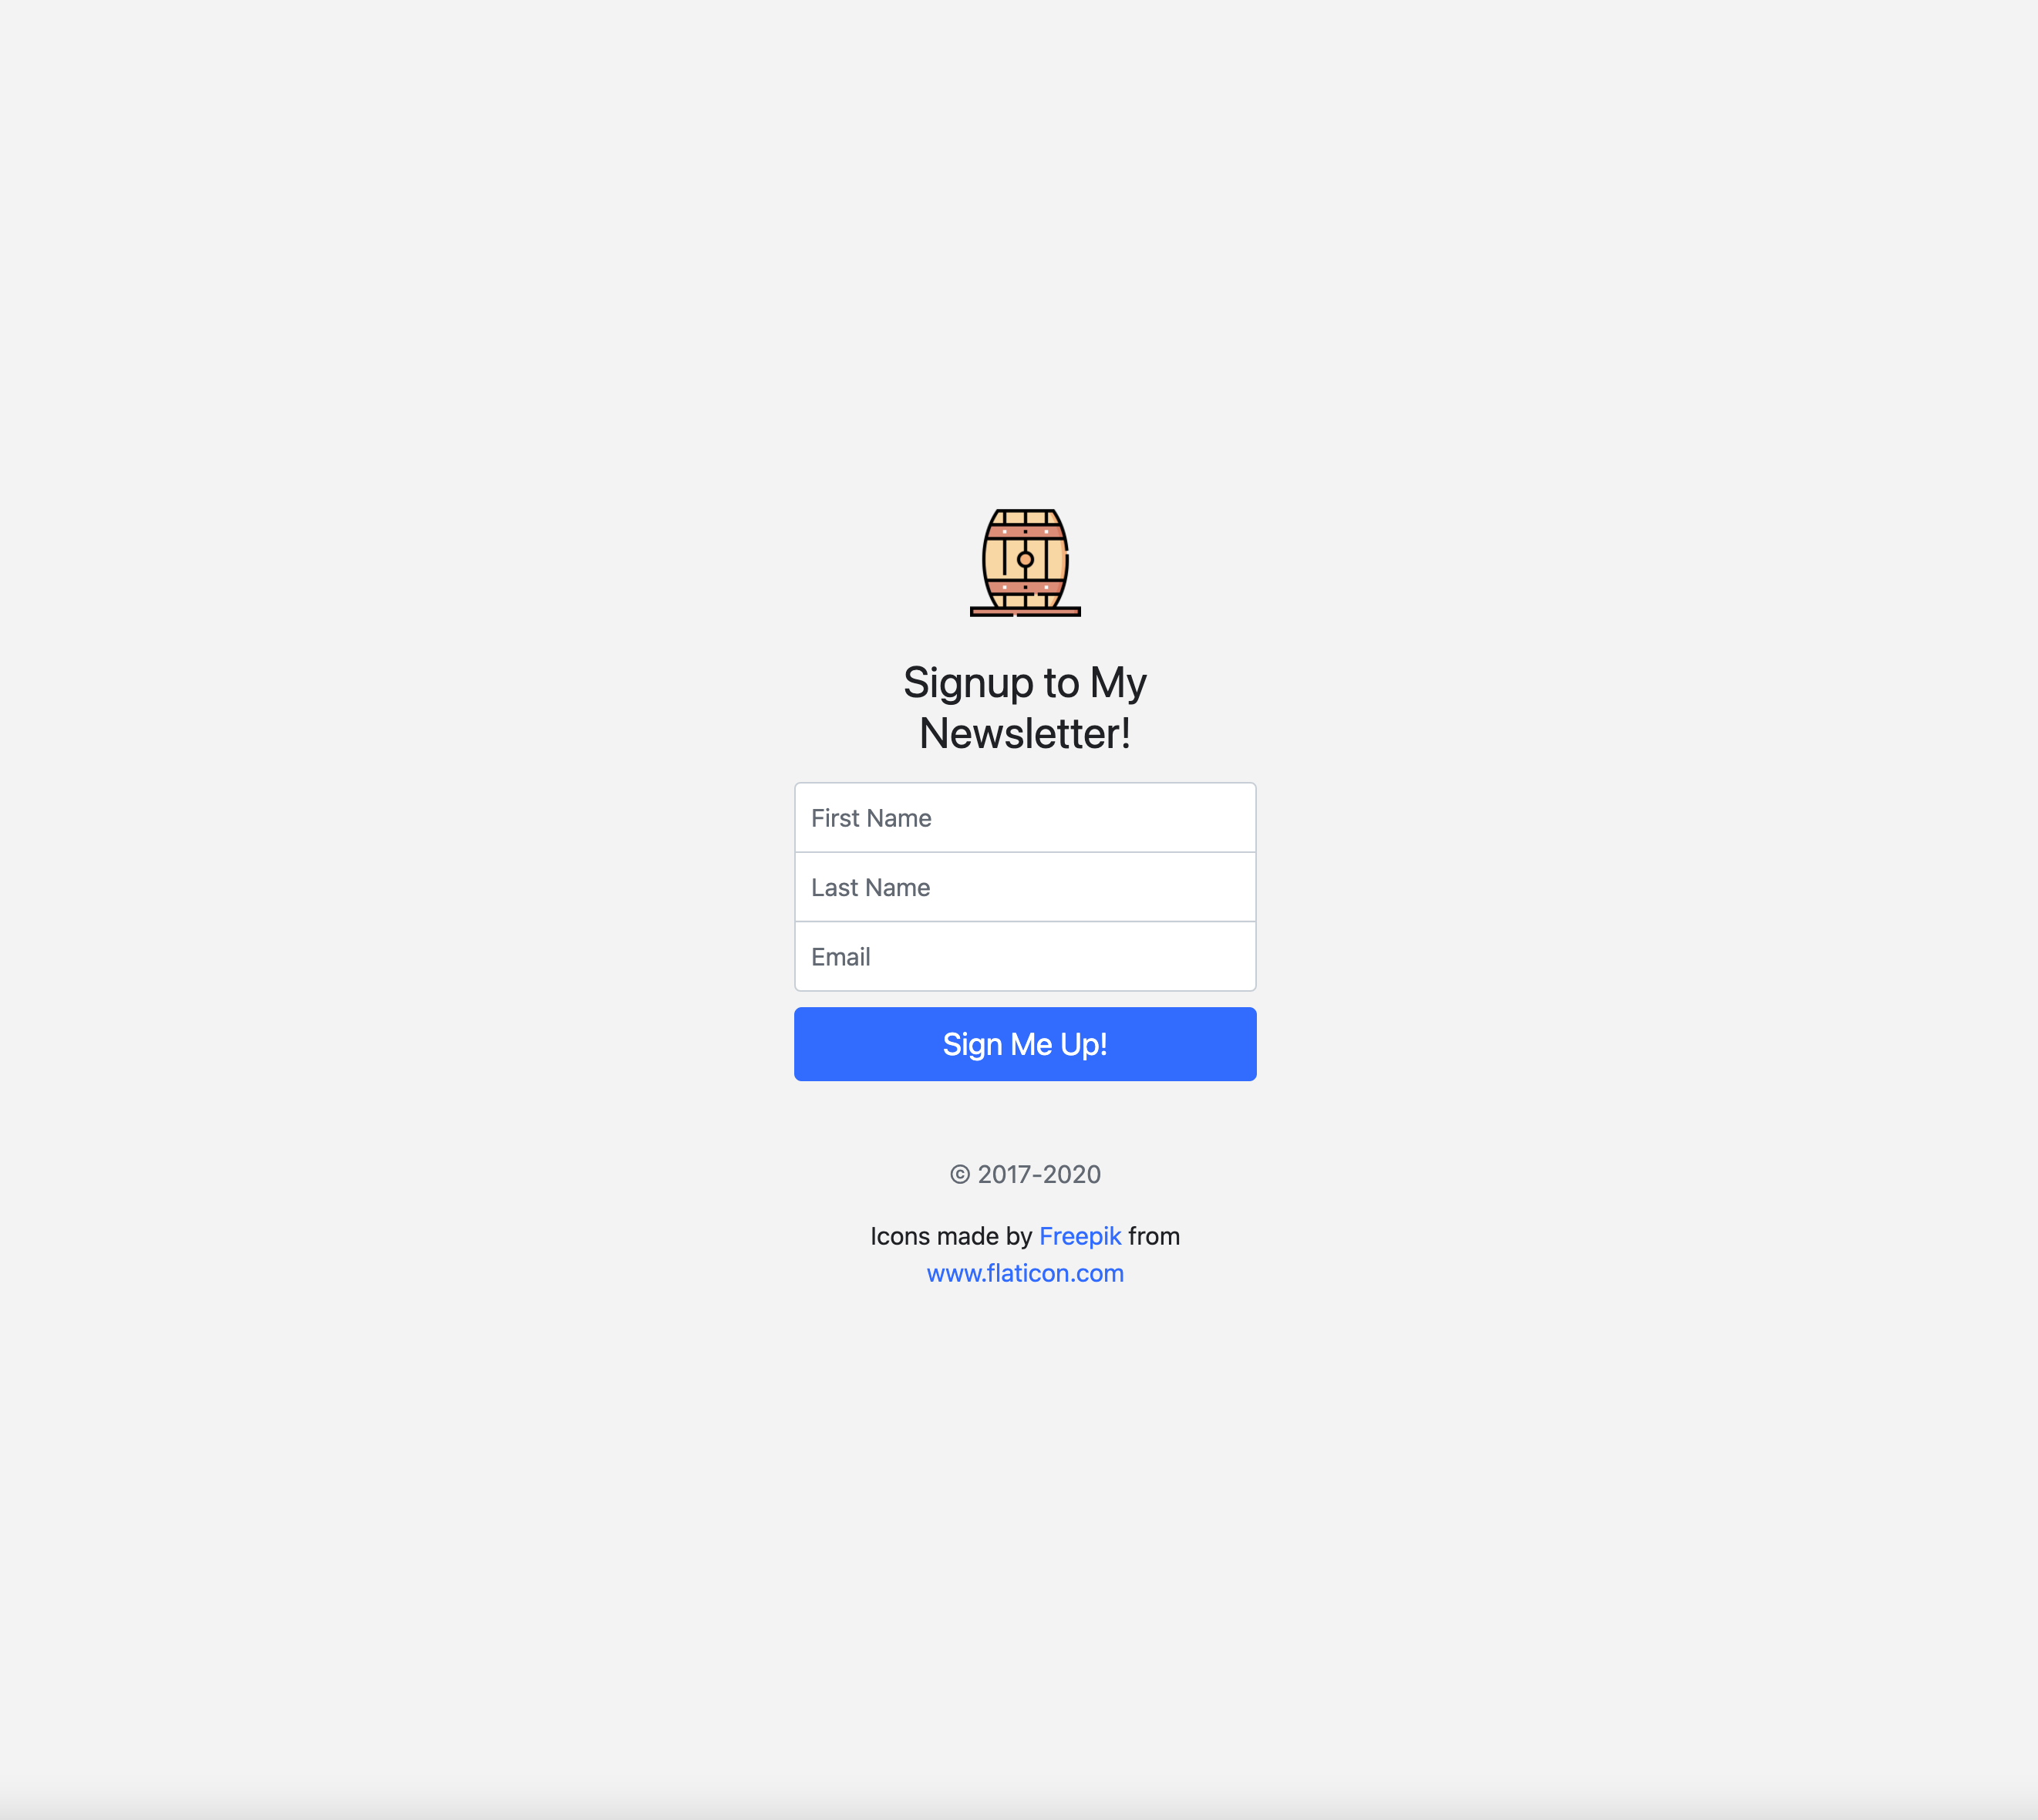 Signup to My
Newsletter!
First Name
Last Name
Email
Sign Me Up!
© 2017-2020
Icons made by Freepik from
www.flaticon.com